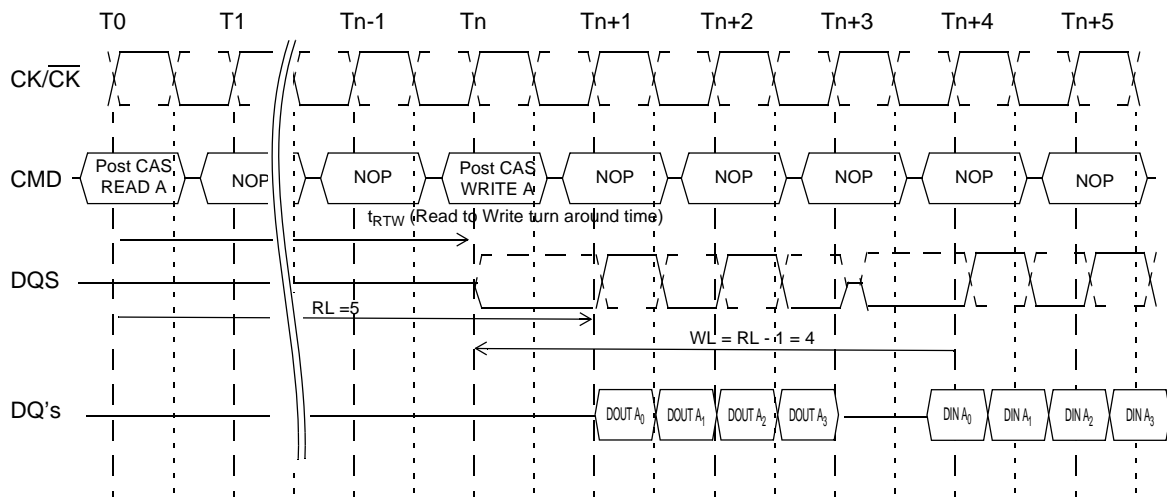 T0 T1 Tn-1 Tn Tn+1 Tn+2 Tn+3 Tn+4 Tn+5
CK/CK
CMD Post CAS READ A NOP NOP Post CAS WRITE A NOP NOP NOP NOP NOP
tRTW (Read to Write turn around time)
DQS
RL =5
WL = RL - 1 = 4
DQ's DOUT A0 DOUT A1 DOUT A2 DOUT A3 DIN A0 DIN A1 DIN A2 DIN A3